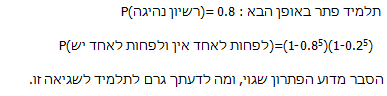 תלמיד פתר באופן הבא : P(רשיון נהיגה)= 0.8
P(לפחות לאחד אין ולפחות לאחד יש)=(1-0.8⁵)(1-0.2⁵)
הסבר מדוע הפתרון שגוי, ומה לדעתך גרם לתלמיד לשגיאה זו.